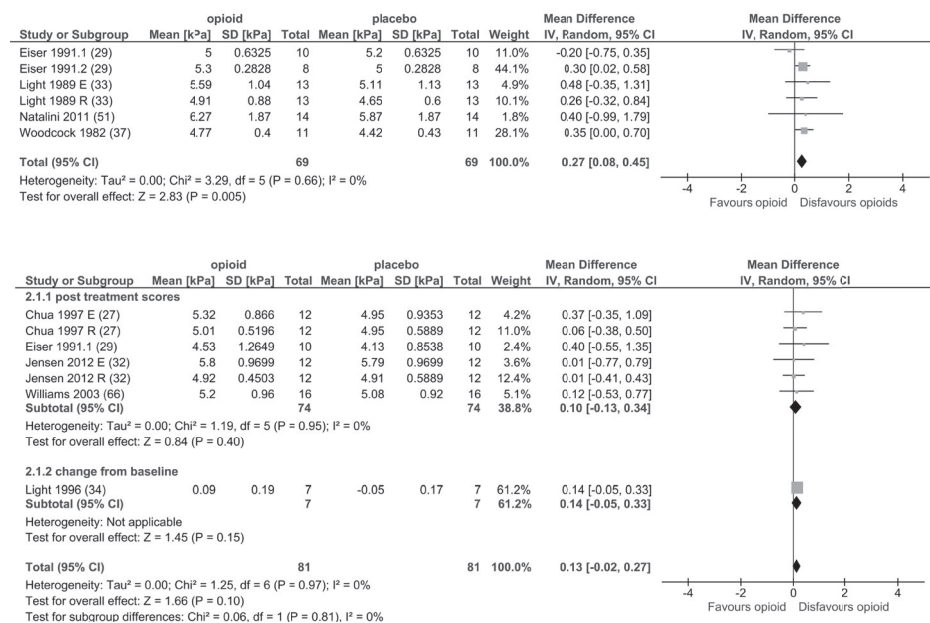 opioid placebo Mean Difference Mean Difference
Study or Subgroup Mean [kPa] SD [kPa] Total Mean [kPa] SD [kPa] Total Weight IV, Random, 95% CI IV, Random, 95% CI
Eiser 1991.1 (29) 5 0.6325 10 5.2 0.6325 10 11.0% -0.20 [-0.75, 0.35]
Eiser 1991.2 (29) 5.3 0.2828 8 5 0.2828 8 44.1% 0.30 [0.02, 0.58]
Light 1989 E (33) 5.59 1.04 13 5.11 1.13 13 4.9% 0.48 [-0.35, 1.31]
Light 1989 R (33) 4.91 0.88 13 4.65 0.6 13 10.1% 0.26 [-0.32, 0.84]
Natalini 2011 (51) 6.27 1.87 14 5.87 1.87 14 1.8% 0.40 [-0.99, 1.79]
Woodcock 1982 (37) 4.77 0.4 11 4.42 0.43 11 28.1% 0.35 [0.00, 0.70]
Total (95% CI) 69 69 100.0% 0.27 [0.08, 0.45]
Heterogeneity: Tau² = 0.00; Chi² = 3.29, df = 5 (P = 0.66); I² = 0%
Test for overall effect: Z = 2.83 (P = 0.005)
-4 -2 0 2 4
Favours opioid Disfavours opioids
opioid placebo Mean Difference Mean Difference
Study or Subgroup Mean [kPa] SD [kPa] Total Mean [kPa] SD [kPa] Total Weight IV, Random, 95% CI IV, Random, 95% CI
2.1.1 post treatment scores
Chua 1997 E (27) 5.32 0.866 12 4.95 0.9353 12 4.2% 0.37 [-0.35, 1.09]
Chua 1997 R (27) 5.01 0.5196 12 4.95 0.5889 12 11.0% 0.06 [-0.38, 0.50]
Eiser 1991.1 (29) 4.53 1.2649 10 4.13 0.8538 10 2.4% 0.40 [-0.55, 1.35]
Jensen 2012 E (32) 5.8 0.9699 12 5.79 0.9699 12 3.6% 0.01 [-0.77, 0.79]
Jensen 2012 R (32) 4.92 0.4503 12 4.91 0.5889 12 12.4% 0.01 [-0.41, 0.43]
Williams 2003 (66) 5.2 0.96 16 5.08 0.92 16 5.1% 0.12 [-0.53, 0.77]
Subtotal (95% CI) 74 74 38.8% 0.10 [-0.13, 0.34]
Heterogeneity: Tau² = 0.00; Chi² = 1.19, df = 5 (P = 0.95); I² = 0%
Test for overall effect: Z = 0.84 (P = 0.40)
2.1.2 change from baseline
Light 1996 (34) 0.09 0.19 7 -0.05 0.17 7 61.2% 0.14 [-0.05, 0.33]
Subtotal (95% CI) 7 7 61.2% 0.14 [-0.05, 0.33]
Heterogeneity: Not applicable
Test for overall effect: Z = 1.45 (P = 0.15)
Total (95% CI) 81 81 100.0% 0.13 [-0.02, 0.27]
Heterogeneity: Tau² = 0.00; Chi² = 1.25, df = 6 (P = 0.97); I² = 0%
Test for overall effect: Z = 1.66 (P = 0.10)
Test for subgroup differences: Chi² = 0.06, df = 1 (P = 0.81), I² = 0%
-4 -2 0 2 4
Favours opioid Disfavours opioid